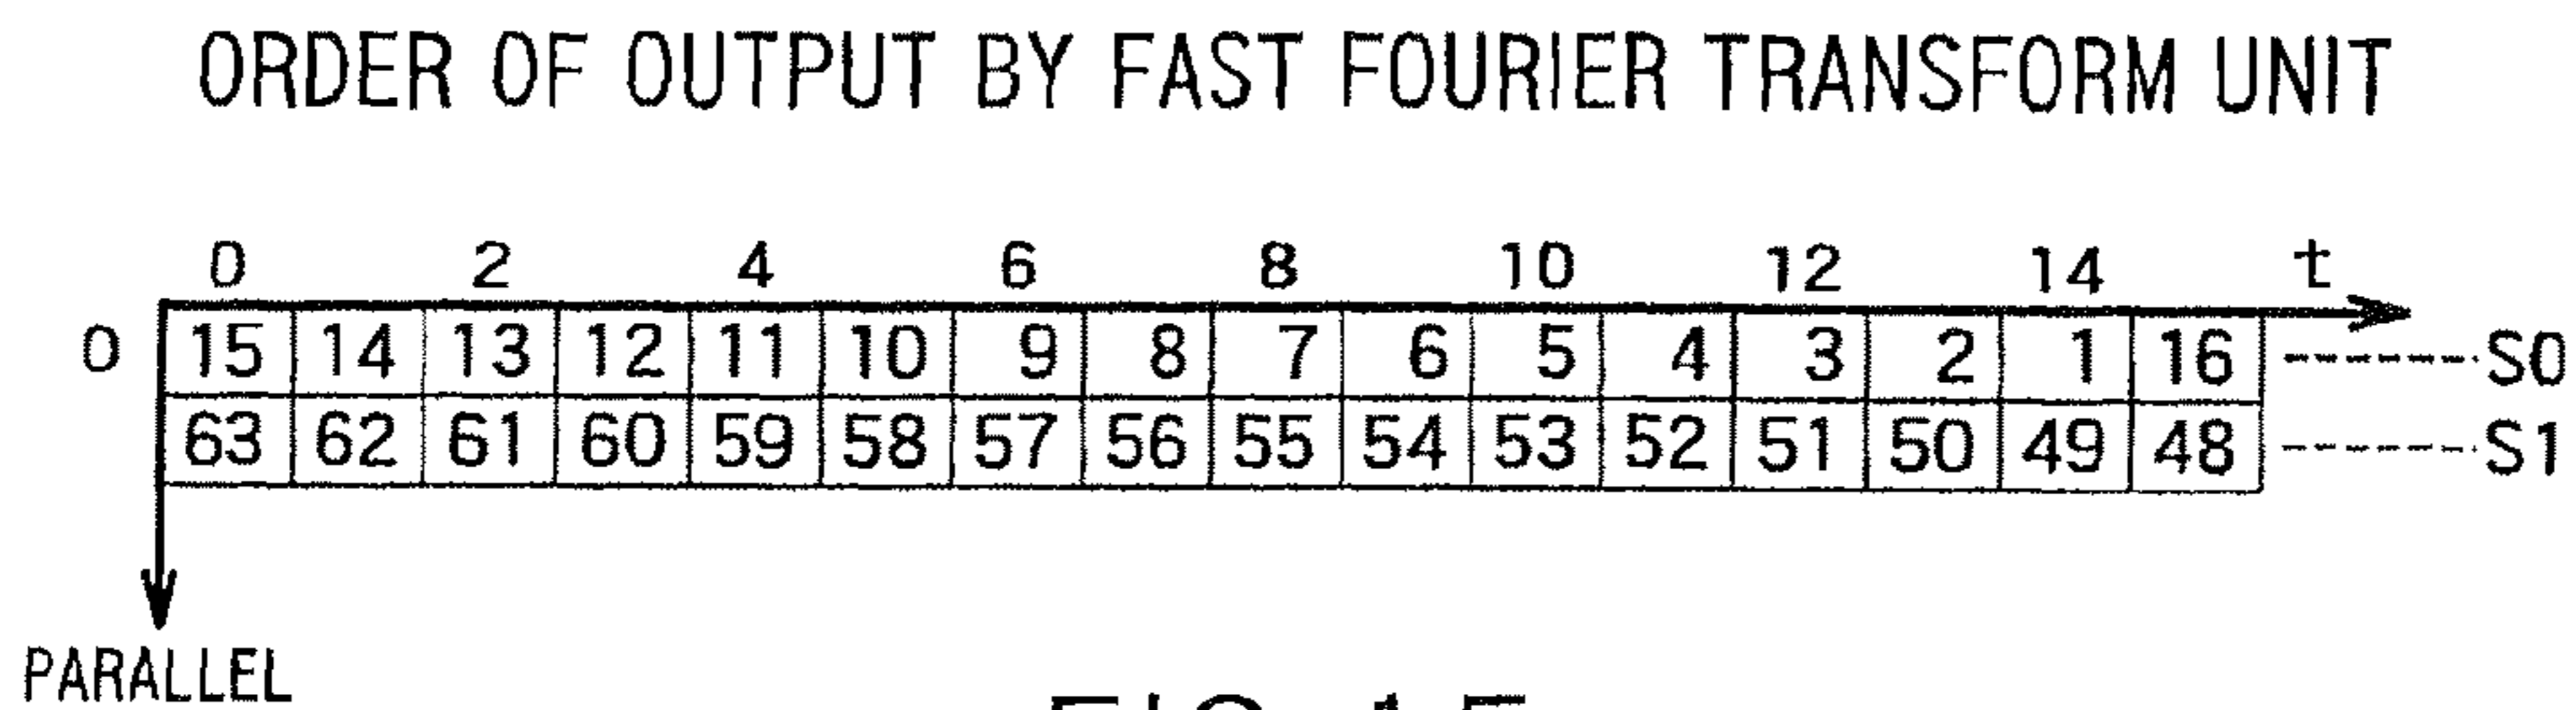 ORDER OF OUTPUT BY FAST FOURIER TRANSFORM UNIT
0 2 4 6 8 10 12 14 t
0 15 14 13 12 11 10 9 8 7 6 5 4 3 2 1 16 S0
63 62 61 60 59 58 57 56 55 54 53 52 51 50 49 48 S1
PARALLEL